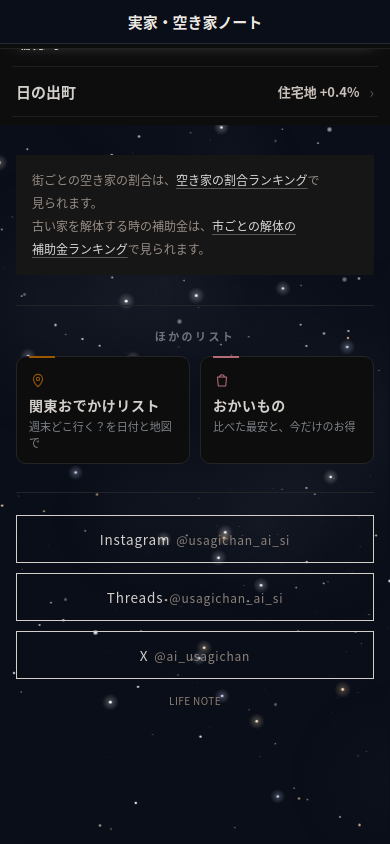 実家・空き家ノート
日の出町 住宅地 +0.4% ›
街ごとの空き家の割合は、空き家の割合ランキングで
見られます。
古い家を解体する時の補助金は、市ごとの解体の
補助金ランキングで見られます。
ほかのリスト
関東おでかけリスト
週末どこ行く？を日付と地図
で
おかいもの
比べた最安と、今だけのお得
Instagram @usagichan_ai_si
Threads @usagichan_ai_si
X @ai_usagichan
LIFE NOTE